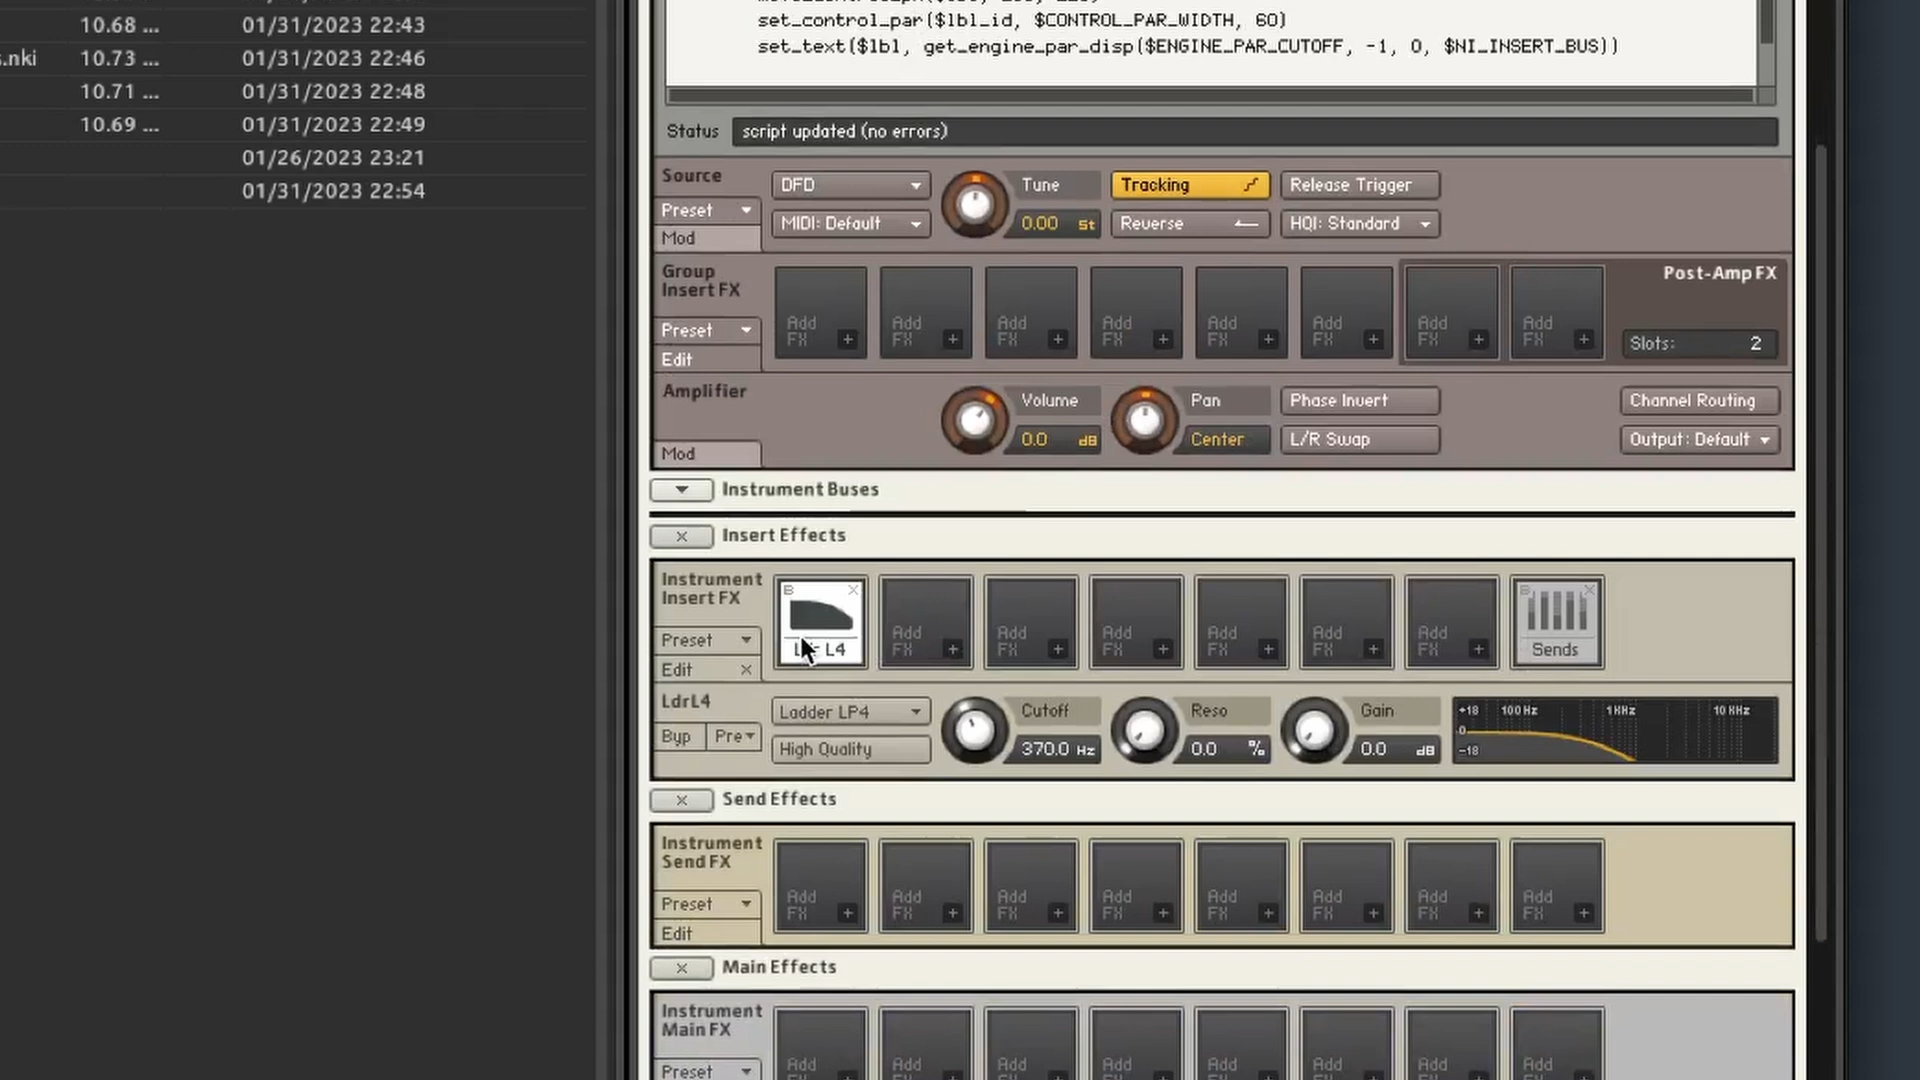 10.68 ... 01/31/2023 22:43
.nki 10.73 ... 01/31/2023 22:46
10.71 ... 01/31/2023 22:48
10.69 ... 01/31/2023 22:49
01/26/2023 23:21
01/31/2023 22:54
set_control_par($lbl_id, $CONTROL_PAR_WIDTH, 60)
set_text($lbl, get_engine_par_disp($ENGINE_PAR_CUTOFF, -1, 0, $NI_INSERT_BUS))
Status script updated (no errors)
Source DFD Tune Tracking Release Trigger
Preset MIDI: Default 0.00 St Reverse HQI: Standard
Mod
Group Insert FX Post-Amp FX
Add FX + Add FX + Add FX + Add FX + Add FX + Add FX + Add FX + Add FX +
Preset Slots: 2
Edit
Amplifier Volume Pan Phase Invert Channel Routing
0.0 dB Center L/R Swap Output: Default
Mod
Instrument Buses
× Insert Effects
Instrument Insert FX B × B ×
L4 Add FX + Add FX + Add FX + Add FX + Add FX + Add FX + Sends
Preset
Edit ×
LdrL4 Ladder LP4 Cutoff Reso Gain +18 100Hz 1KHz 10KHz
Byp Pre High Quality 370.0 Hz 0.0 % 0.0 dB 0 -18
× Send Effects
Instrument Send FX
Add FX + Add FX + Add FX + Add FX + Add FX + Add FX + Add FX + Add FX +
Preset
Edit
× Main Effects
Instrument Main FX
Add Add Add Add Add Add Add Add
Preset